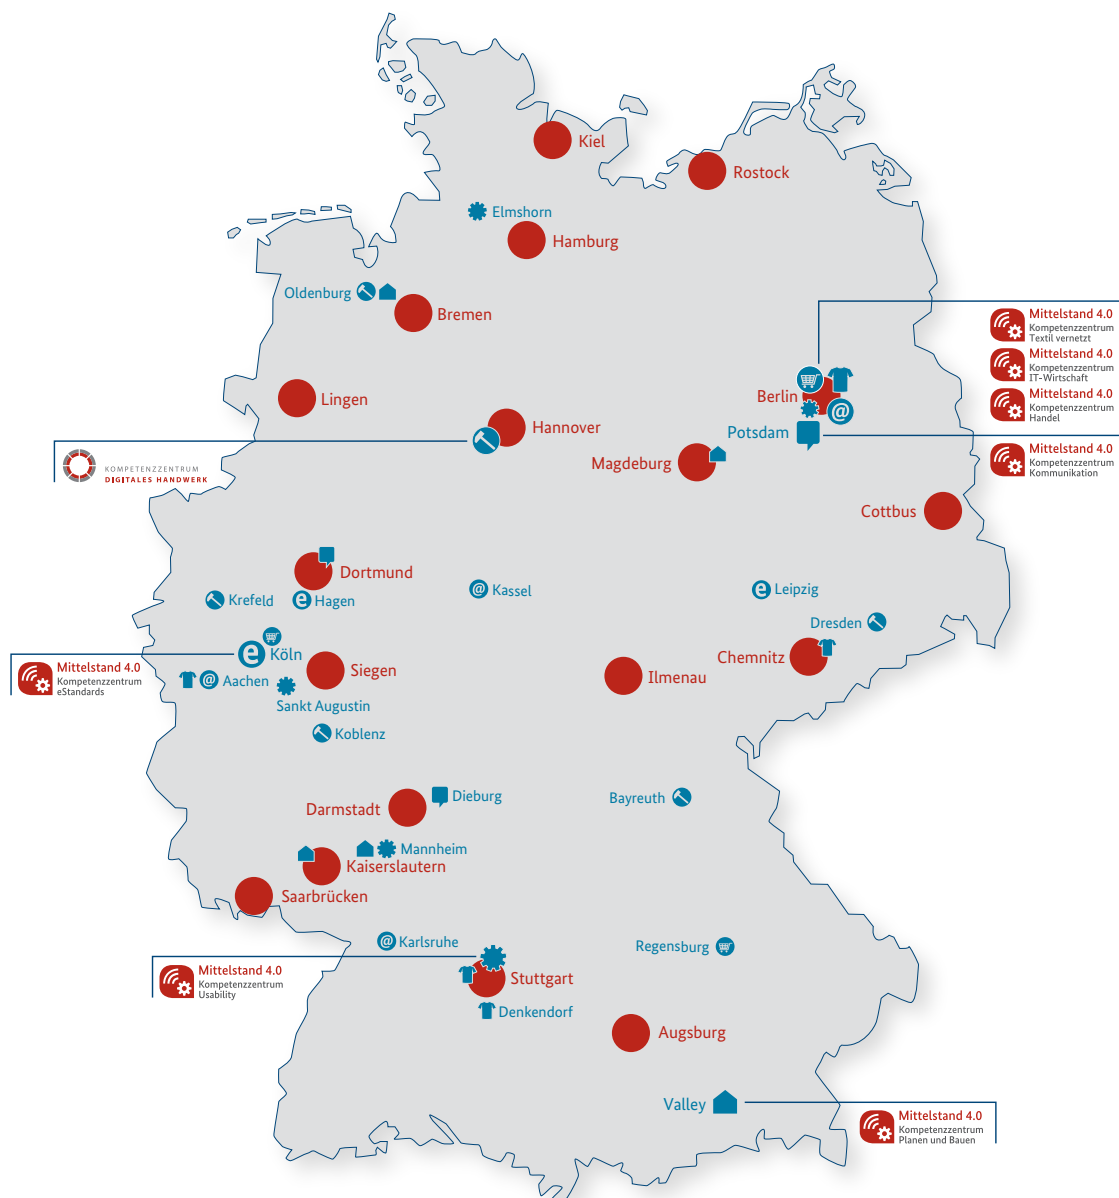 Kiel
Rostock
Elmshorn
Hamburg
Oldenburg
Bremen
Mittelstand 4.0
Kompetenzzentrum
Textil vernetzt
Mittelstand 4.0
Kompetenzzentrum
IT-Wirtschaft
Mittelstand 4.0
Kompetenzzentrum
Handel
Lingen
Berlin
@
Hannover
Potsdam
Magdeburg
Mittelstand 4.0
Kompetenzzentrum
Kommunikation
KOMPETENZZENTRUM
DIGITALES HANDWERK
Cottbus
Dortmund
Krefeld
e Hagen
@ Kassel
e Leipzig
Dresden
e Köln
Chemnitz
Mittelstand 4.0
Kompetenzzentrum
eStandards
Siegen
Ilmenau
@ Aachen
Sankt Augustin
Koblenz
Dieburg
Bayreuth
Darmstadt
Mannheim
Kaiserslautern
Saarbrücken
@ Karlsruhe
Regensburg
Mittelstand 4.0
Kompetenzzentrum
Usability
Stuttgart
Denkendorf
Augsburg
Valley
Mittelstand 4.0
Kompetenzzentrum
Planen und Bauen